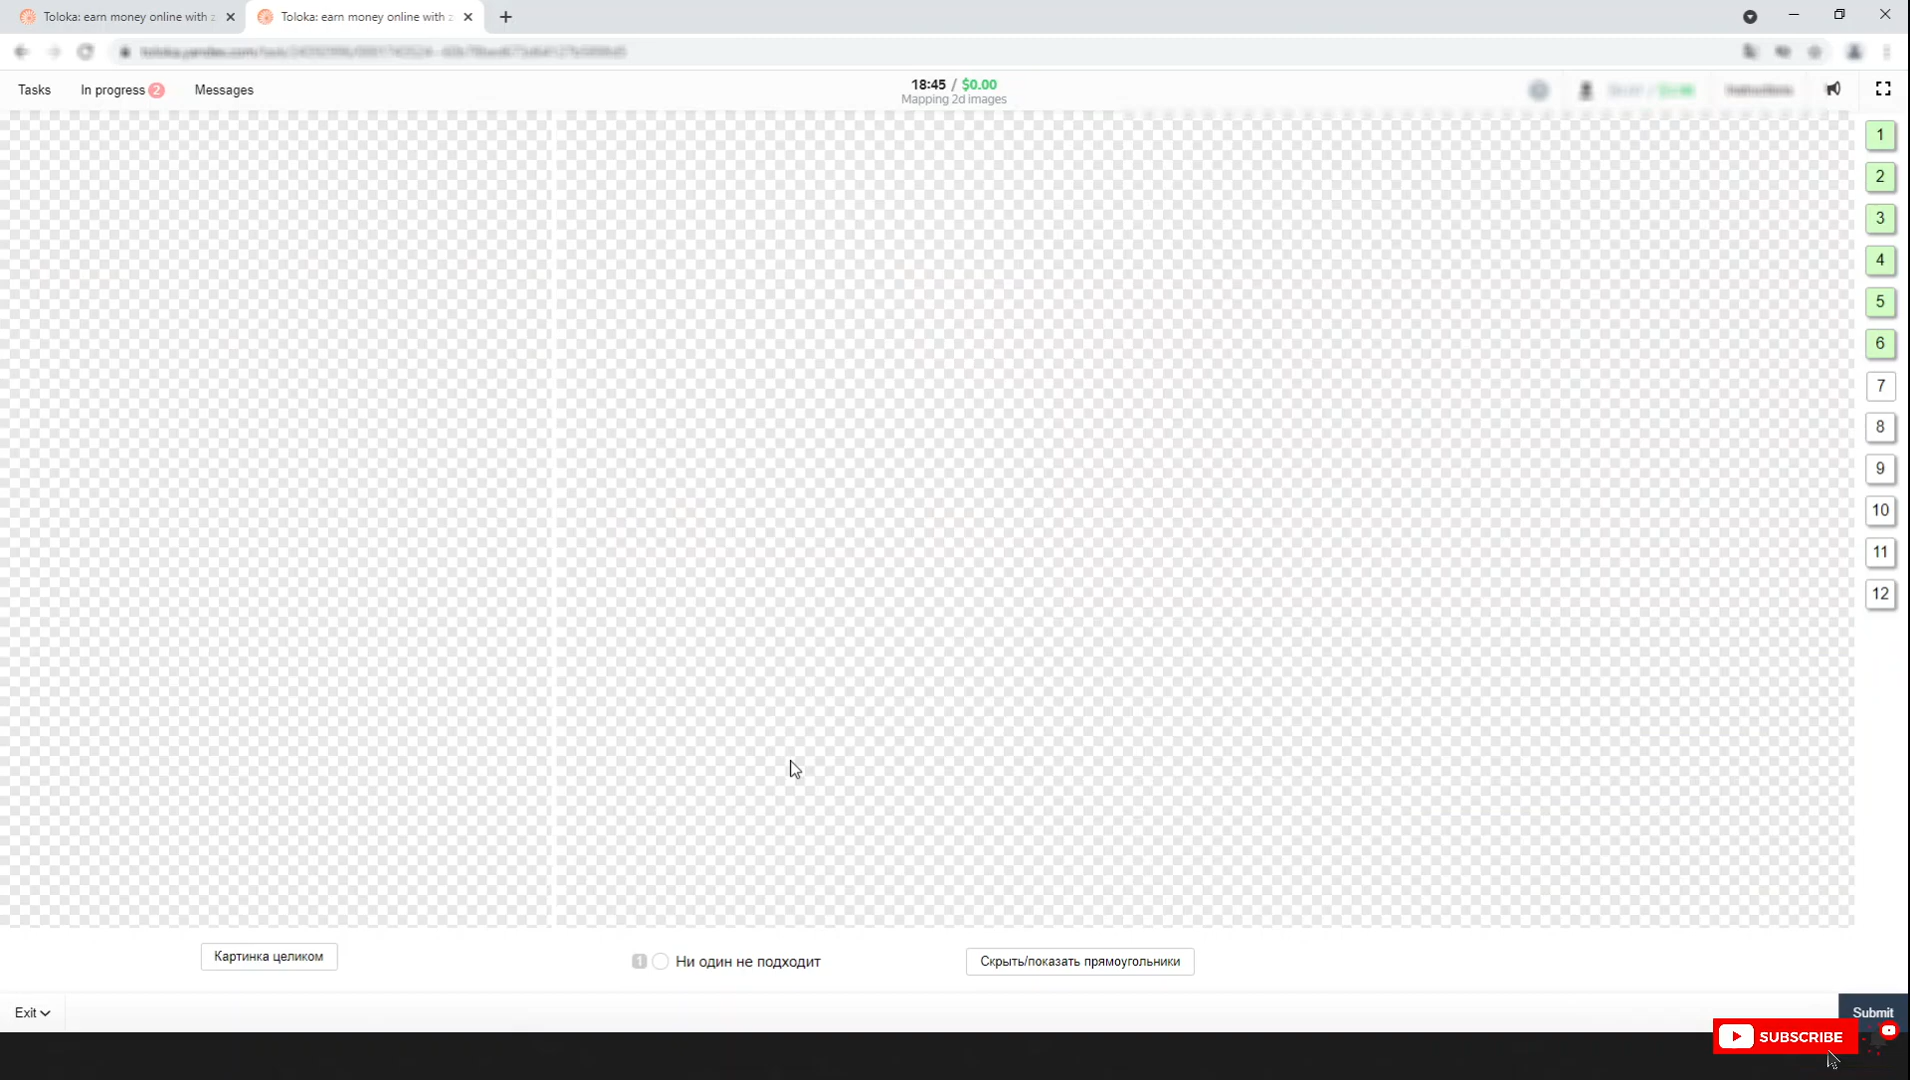 Toloka: earn money online with
Toloka: earn money online with
Tasks
In progress 2
Messages
18:45 / $0.00
Mapping 2d images
Instructions
1
2
3
4
5
6
7
8
9
10
11
12
Картинка целиком
1 Ни один не подходит
Скрыть/показать прямоугольники
Exit
Submit
SUBSCRIBE